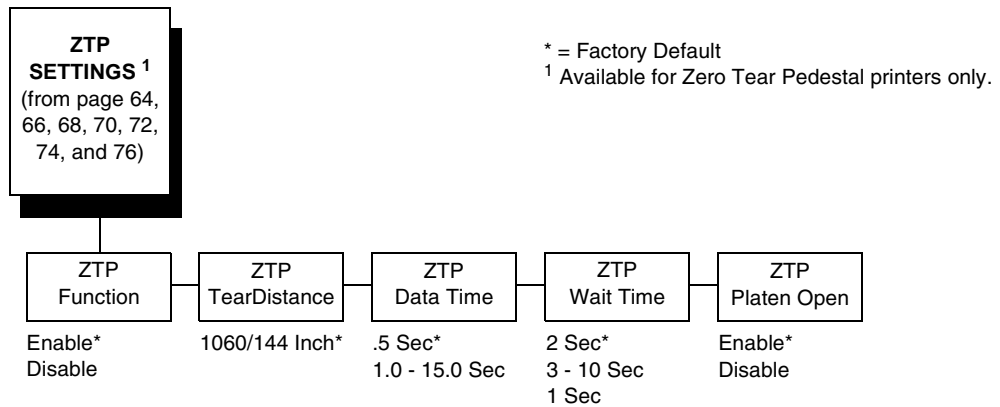 ZTP
SETTINGS 1
(from page 64,
66, 68, 70, 72,
74, and 76)
* = Factory Default
1 Available for Zero Tear Pedestal printers only.
ZTP
Function
ZTP
TearDistance
ZTP
Data Time
ZTP
Wait Time
ZTP
Platen Open
Enable*
Disable
1060/144 Inch*
.5 Sec*
1.0 - 15.0 Sec
2 Sec*
3 - 10 Sec
1 Sec
Enable*
Disable